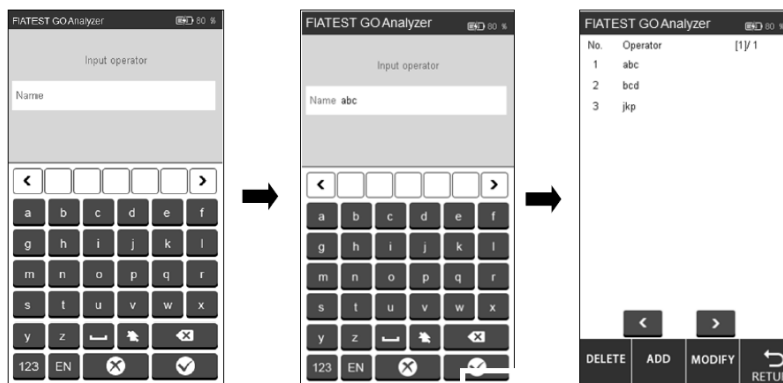 FIATEST GO Analyzer 80 %
Input operator
Name
a b c d e f
g h i j k l
m n o p q r
s t u v w x
y z
123 EN
FIATEST GO Analyzer 80 %
Input operator
Name abc
a b c d e f
g h i j k l
m n o p q r
s t u v w x
y z
123 EN
FIATEST GO Analyzer 80 %
No. Operator [1]/ 1
1 abc
2 bcd
3 jkp
DELETE ADD MODIFY RETU